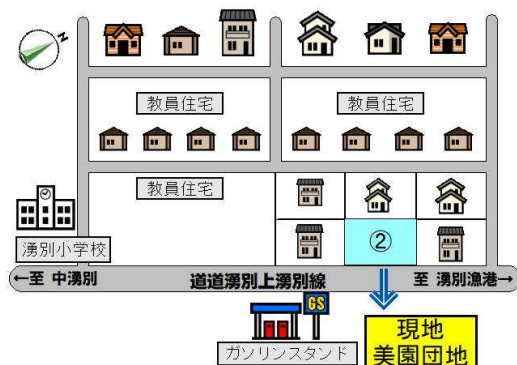 N
教員住宅
教員住宅
教員住宅
湧別小学校
②
←至 中湧別
道道湧別上湧別線
至 湧別漁港→
GS
ガソリンスタンド
現地
美園団地